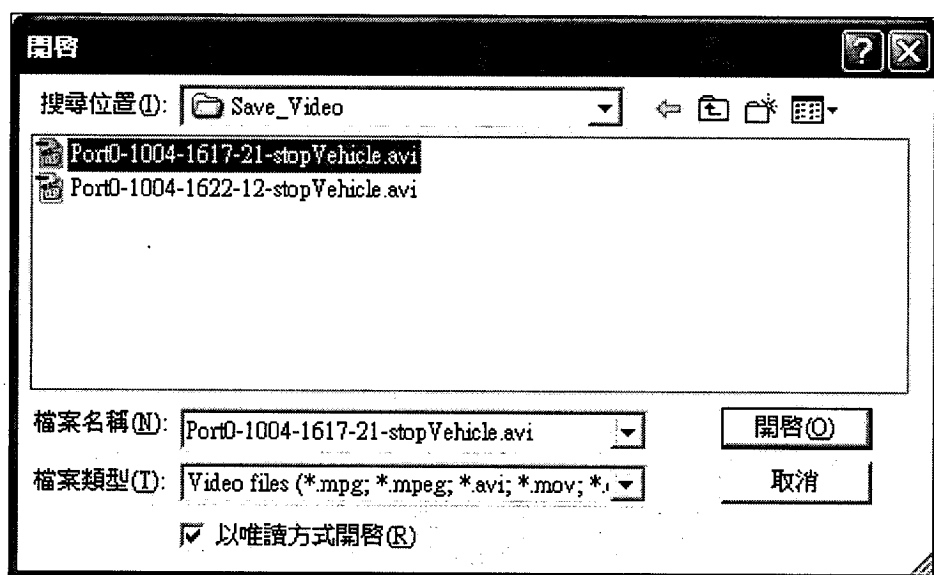 開啓
搜尋位置(I): Save_Video
Port0-1004-1617-21-stopVehicle.avi
Port0-1004-1622-12-stopVehicle.avi
檔案名稱(N): Port0-1004-1617-21-stopVehicle.avi 開啓(O)
檔案類型(T): Video files (*.mpg; *.mpeg; *.avi; *.mov; *. 取消
以唯讀方式開啓(R)